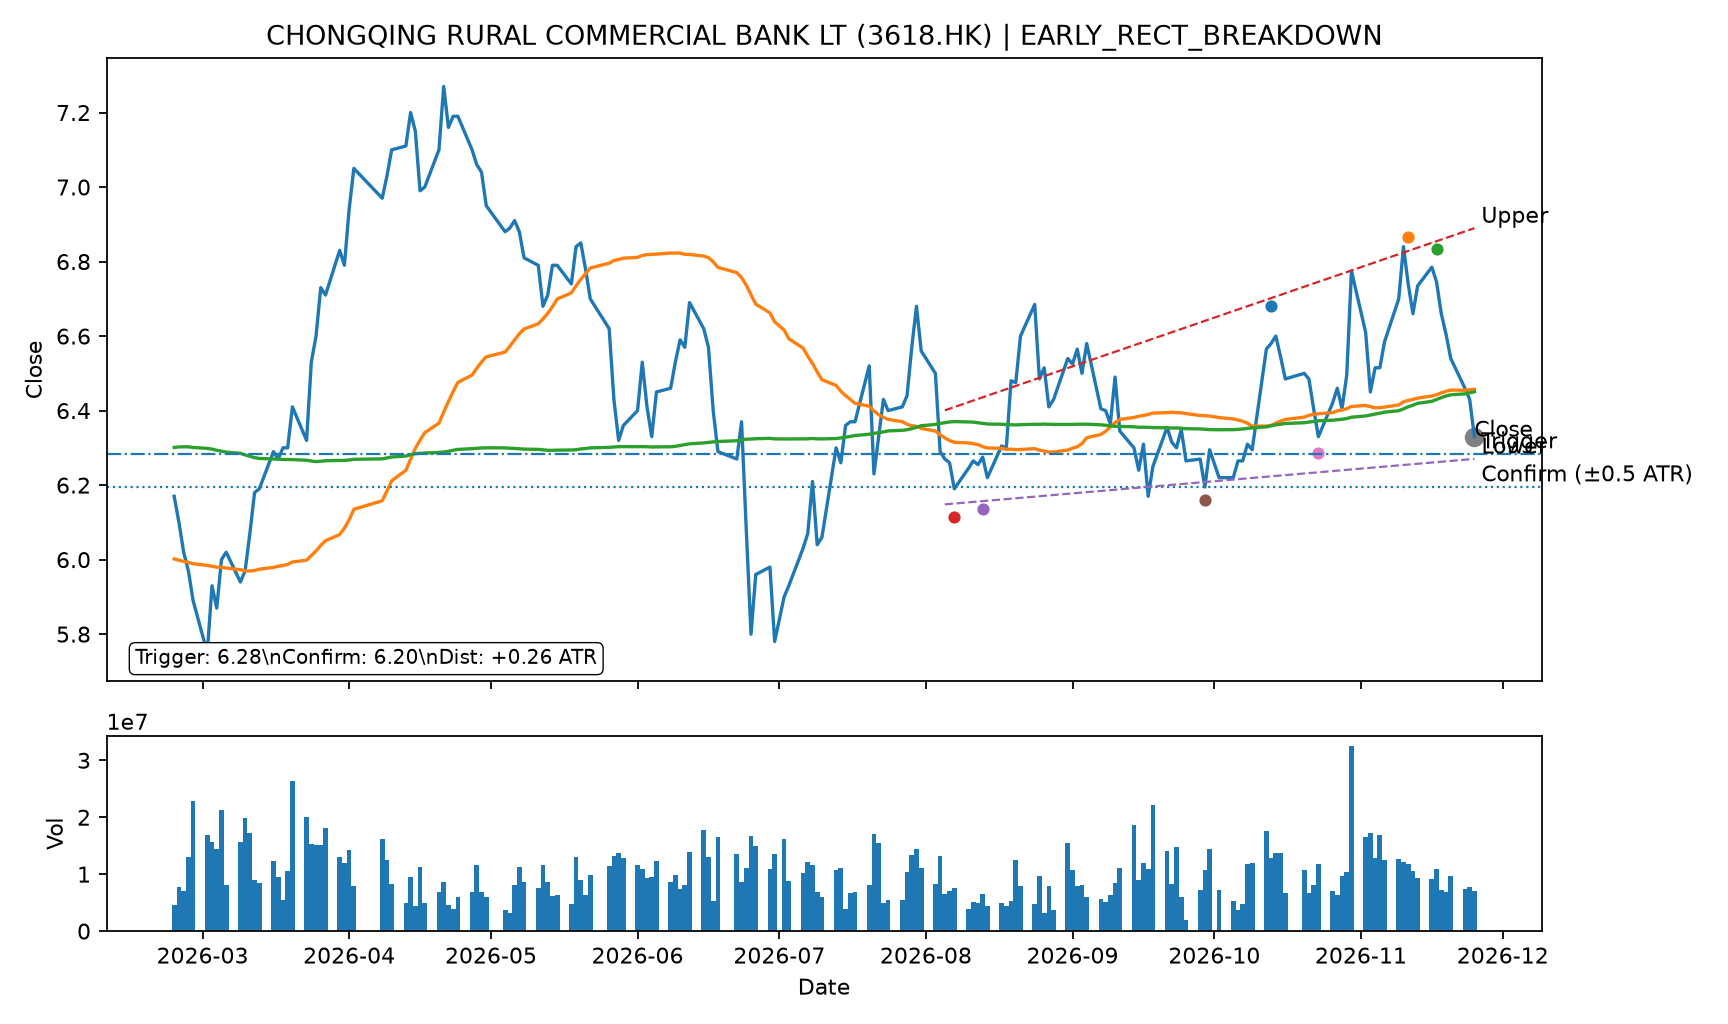 CHONGQING RURAL COMMERCIAL BANK LT (3618.HK) | EARLY_RECT_BREAKDOWN
Close
7.2
7.0
6.8
6.6
6.4
6.2
6.0
5.8
Upper
Close
Trigger
Lower
Confirm (±0.5 ATR)
Trigger: 6.28\nConfirm: 6.20\nDist: +0.26 ATR
1e7
Vol
3
2
1
0
2026-03
2026-04
2026-05
2026-06
2026-07
2026-08
2026-09
2026-10
2026-11
2026-12
Date